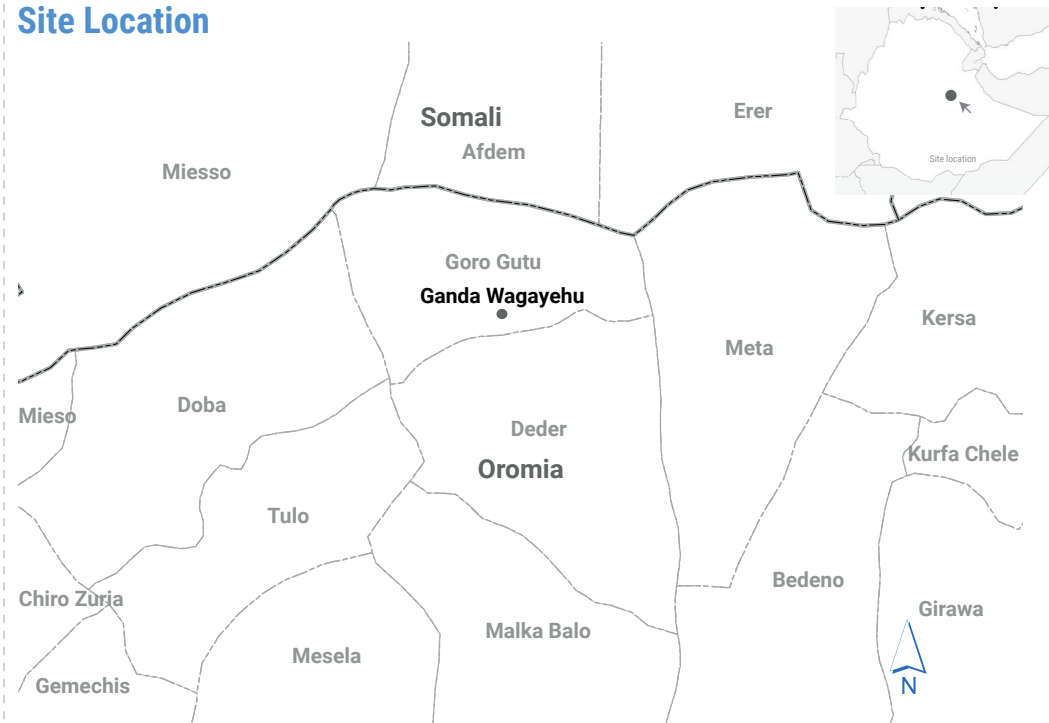 Site Location
Somali
Afdem
Erer
Miesso
Site location
Goro Gutu
Ganda Wagayehu
Kersa
Meta
Mieso
Doba
Deder
Oromia
Kurfa Chele
Tulo
Bedeno
Chiro Zuria
Girawa
Malka Balo
Mesela
Gemechis
N